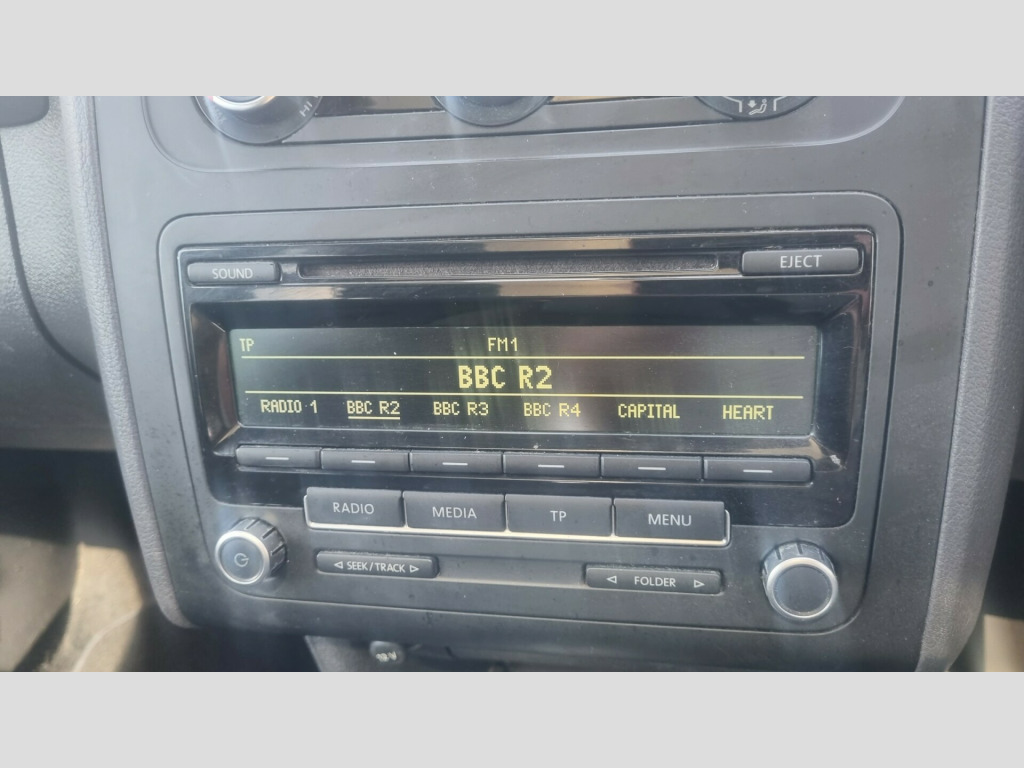 HI
SOUND
EJECT
TP FM1
BBC R2
RADIO 1 BBC R2 BBC R3 BBC R4 CAPITAL HEART
RADIO MEDIA TP MENU
SEEK / TRACK
FOLDER